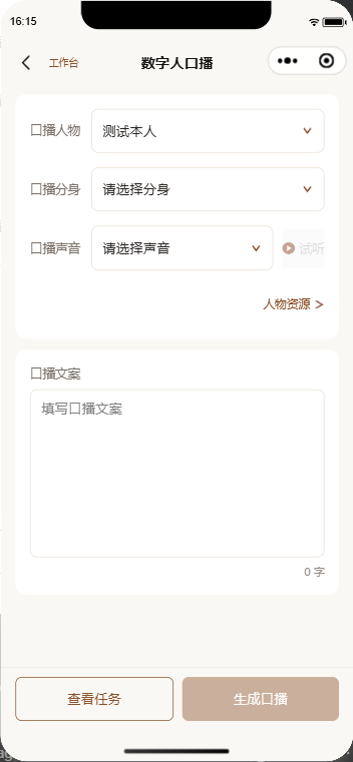 16:15
工作台 数字人口播
口播人物 测试本人
口播分身 请选择分身
口播声音 请选择声音 试听
人物资源 >
口播文案
填写口播文案
0 字
查看任务 生成口播